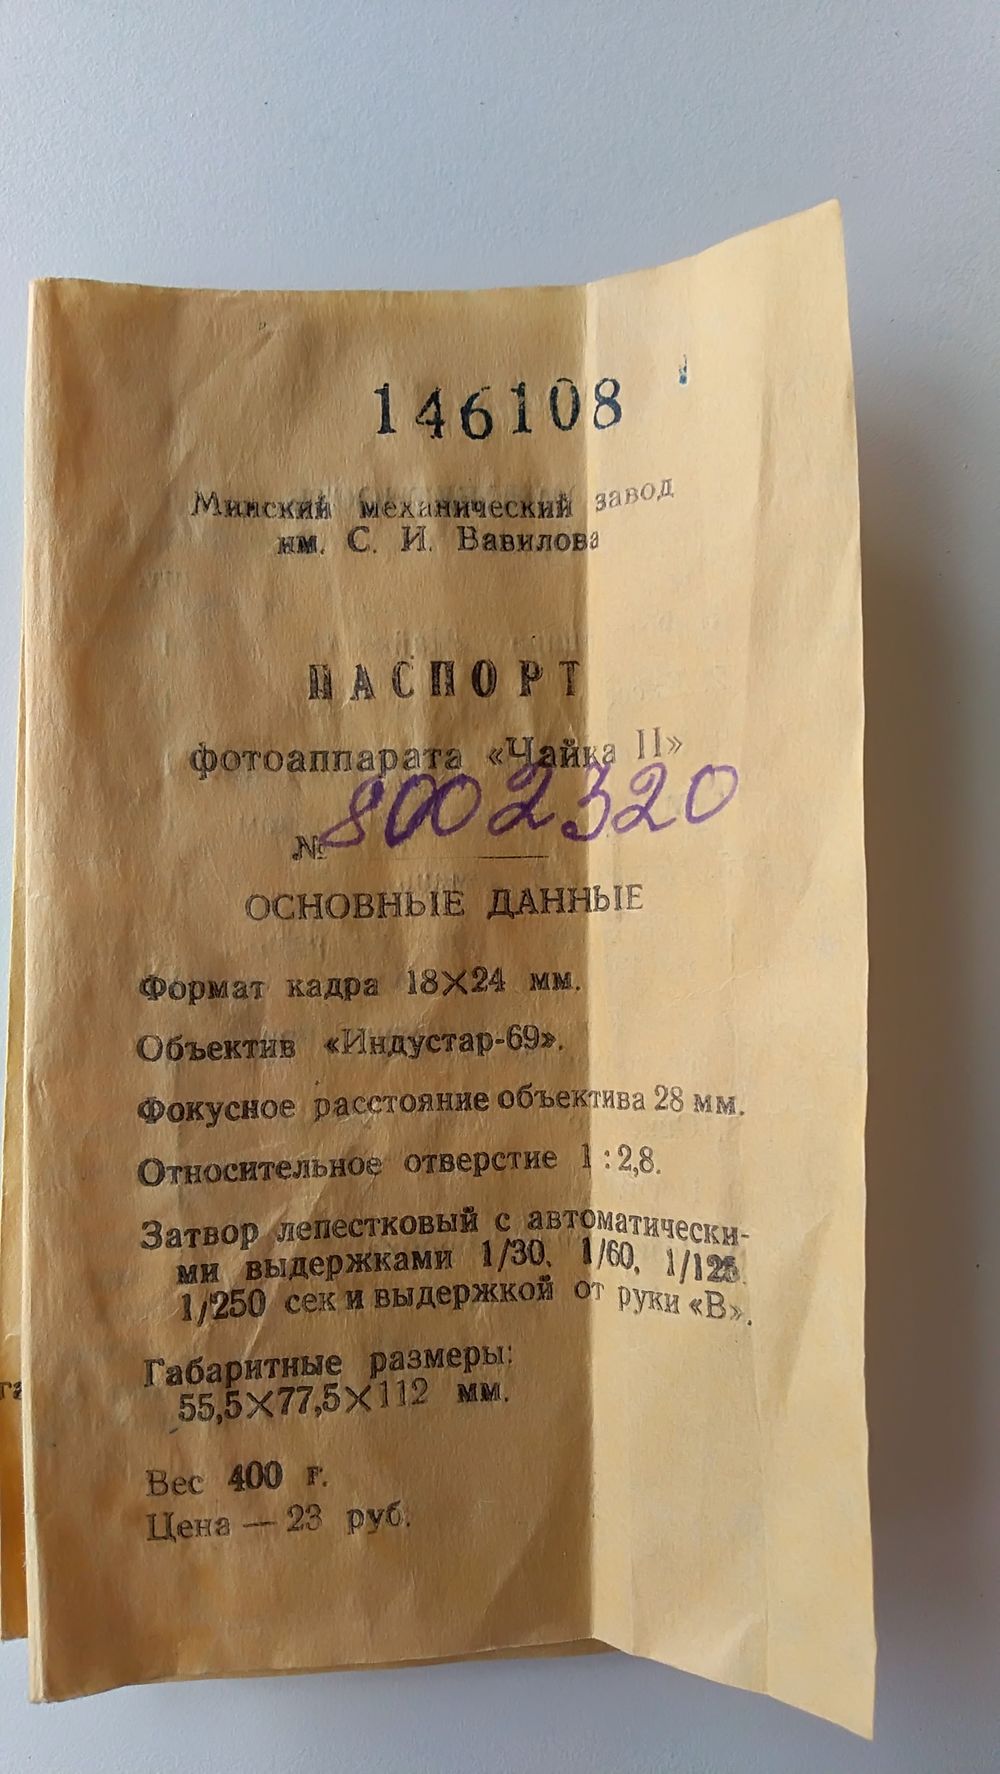 146108
Минский механический завод
им. С. И. Вавилова
ПАСПОРТ
фотоаппарата «Чайка II»
№ 8002320
ОСНОВНЫЕ ДАННЫЕ
Формат кадра 18×24 мм.
Объектив «Индустар-69».
Фокусное расстояние объектива 28 мм.
Относительное отверстие 1:2,8.
Затвор лепестковый с автоматически-
ми выдержками 1/30, 1/60, 1/125,
1/250 сек и выдержкой от руки «В».
Габаритные размеры:
55,5×77,5×112 мм.
Вес 400 г.
Цена — 23 руб.